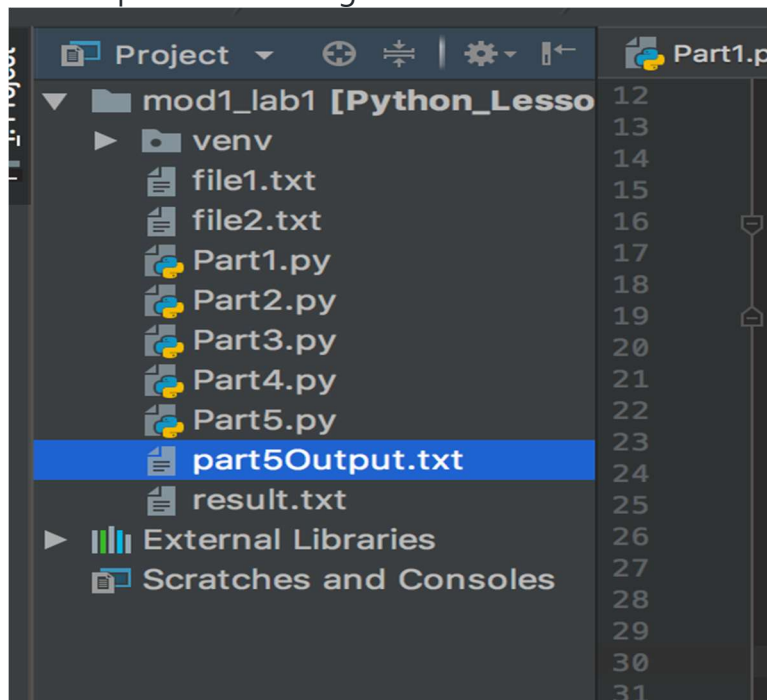 Project
Part1.p
mod1_lab1 [Python_Lesso
venv
file1.txt
file2.txt
Part1.py
Part2.py
Part3.py
Part4.py
Part5.py
part5Output.txt
result.txt
External Libraries
Scratches and Consoles
12
13
14
15
16
17
18
19
20
21
22
23
24
25
26
27
28
29
30
31